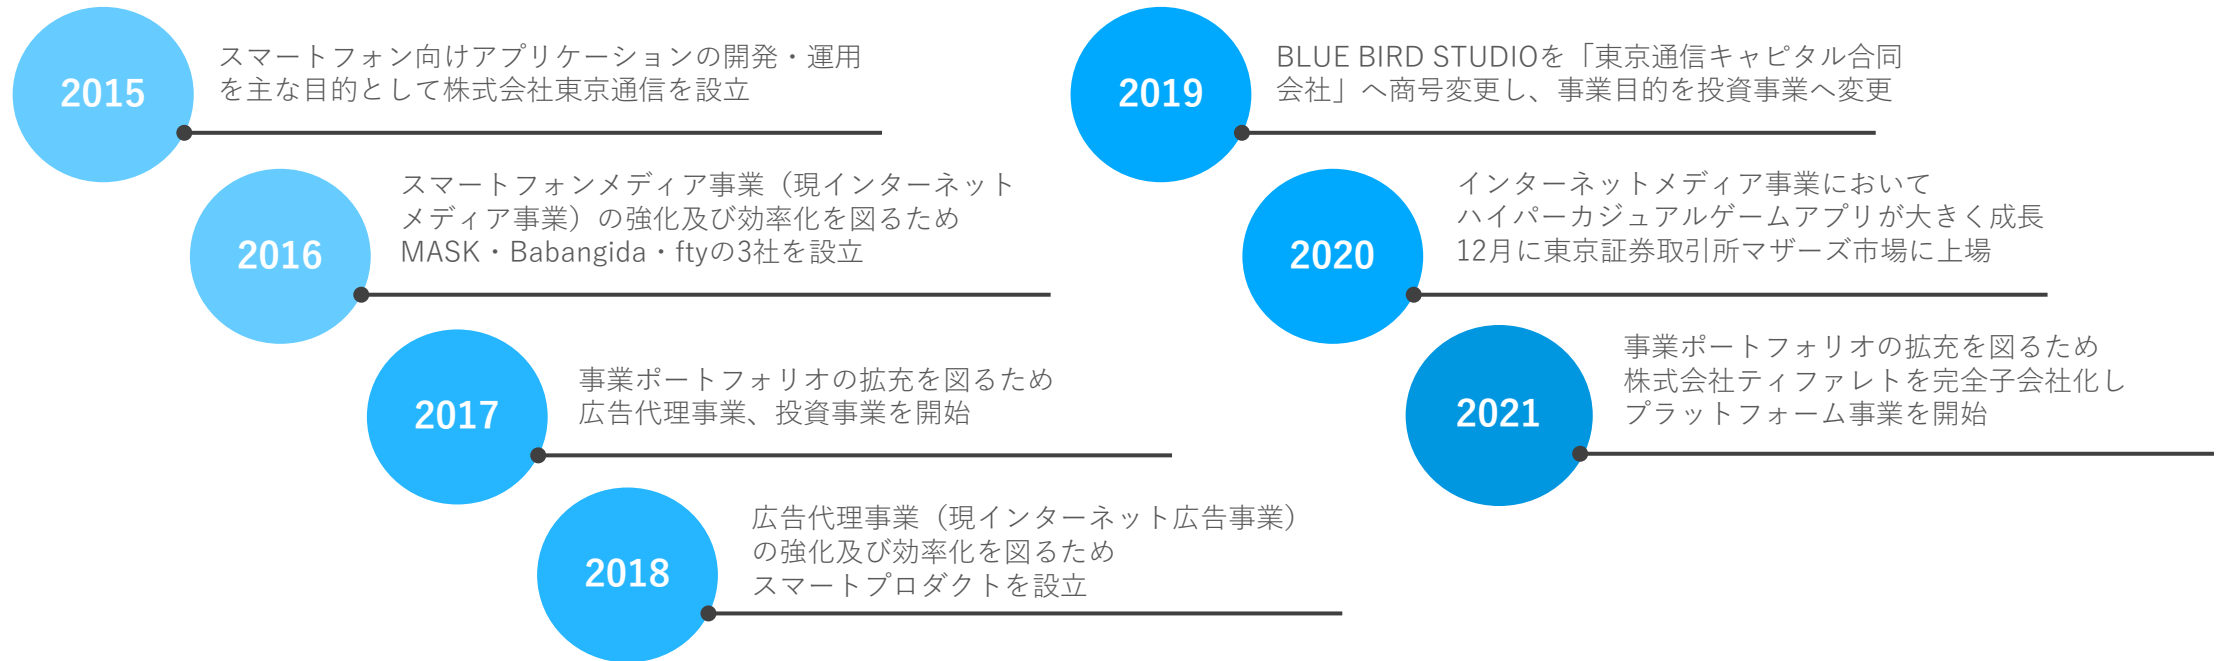 2015
スマートフォン向けアプリケーションの開発・運用
を主な目的として株式会社東京通信を設立
2016
スマートフォンメディア事業（現インターネット
メディア事業）の強化及び効率化を図るため
MASK・Babangida・ftyの3社を設立
2017
事業ポートフォリオの拡充を図るため
広告代理事業、投資事業を開始
2018
広告代理事業（現インターネット広告事業）
の強化及び効率化を図るため
スマートプロダクトを設立
2019
BLUE BIRD STUDIOを「東京通信キャピタル合同
会社」へ商号変更し、事業目的を投資事業へ変更
2020
インターネットメディア事業において
ハイパーカジュアルゲームアプリが大きく成長
12月に東京証券取引所マザーズ市場に上場
2021
事業ポートフォリオの拡充を図るため
株式会社ティファレトを完全子会社化し
プラットフォーム事業を開始